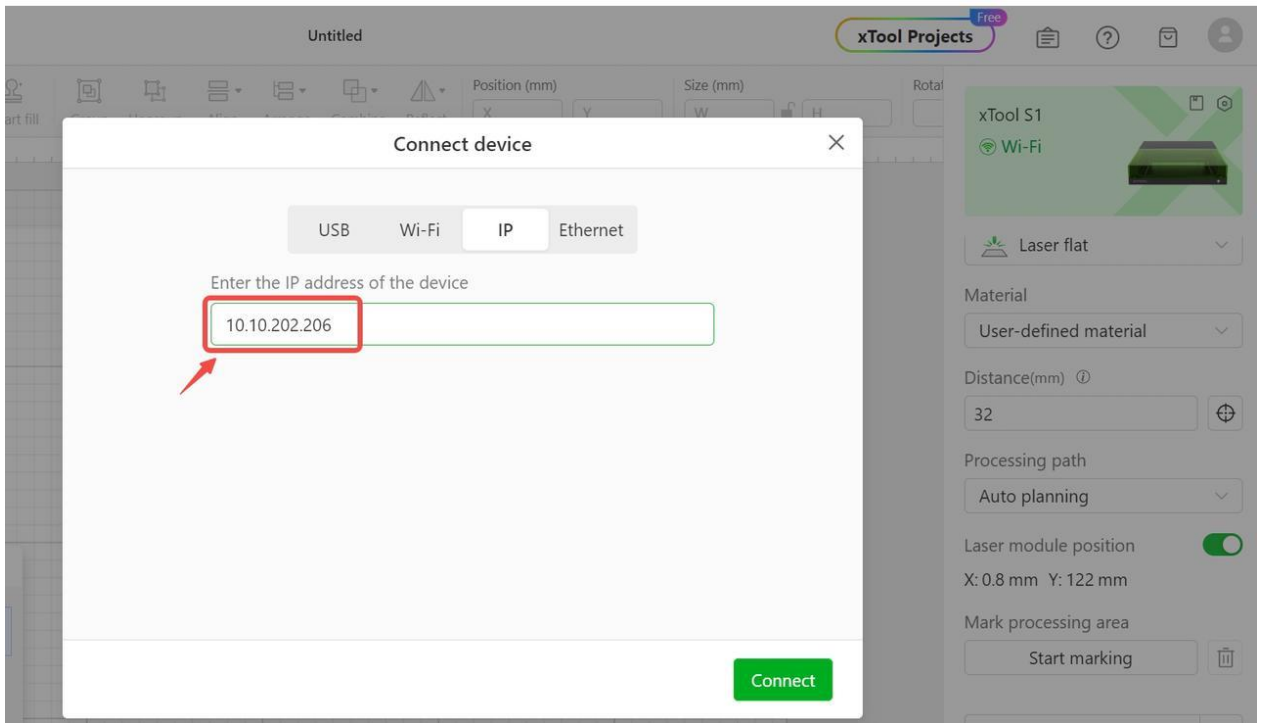 Untitled
Free
xTool Projects
Position (mm)
Size (mm)
X
Y
W
H
xTool S1
Wi-Fi
Connect device
USB
Wi-Fi
IP
Ethernet
Enter the IP address of the device
10.10.202.206
Connect
Laser flat
Material
User-defined material
Distance(mm)
32
Processing path
Auto planning
Laser module position
X: 0.8 mm Y: 122 mm
Mark processing area
Start marking